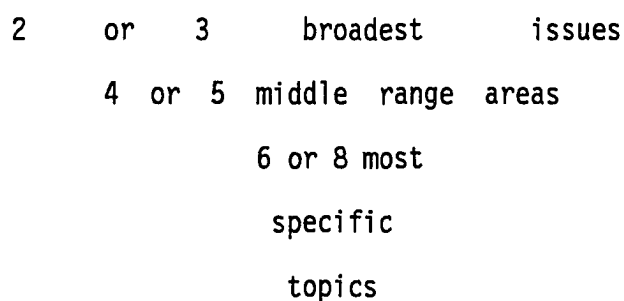 2 or 3 broadest issues
4 or 5 middle range areas
6 or 8 most
specific
topics